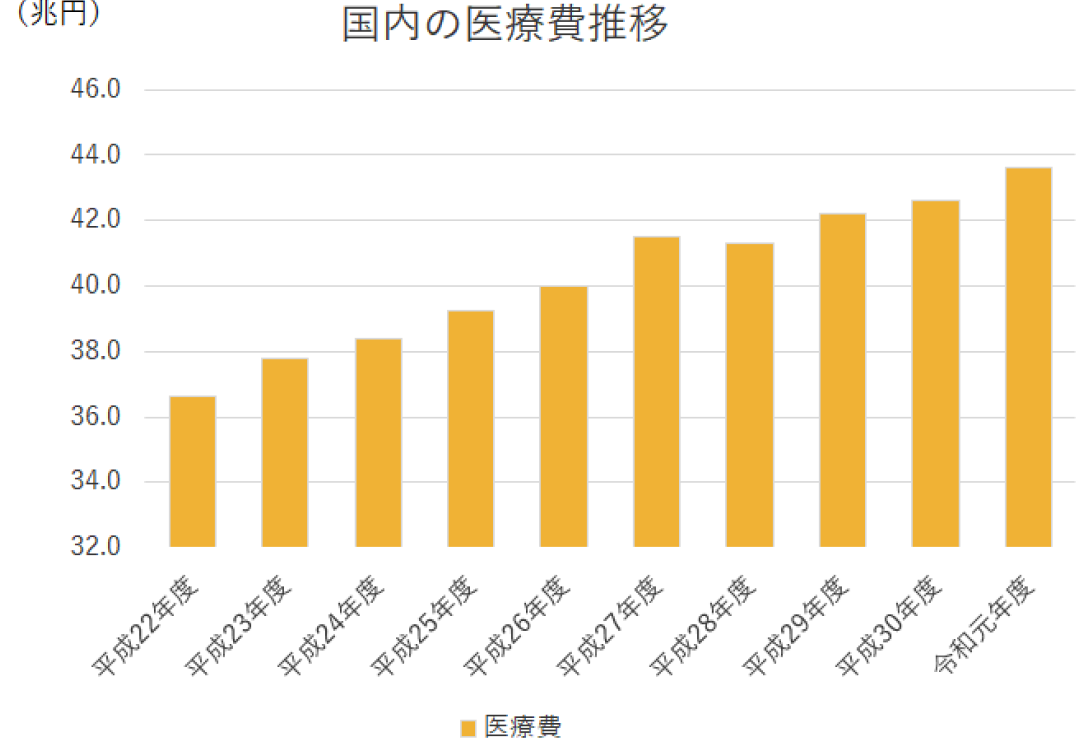 （兆円）
国内の医療費推移
46.0
44.0
42.0
40.0
38.0
36.0
34.0
32.0
平成22年度
平成23年度
平成24年度
平成25年度
平成26年度
平成27年度
平成28年度
平成29年度
平成30年度
令和元年度
医療費